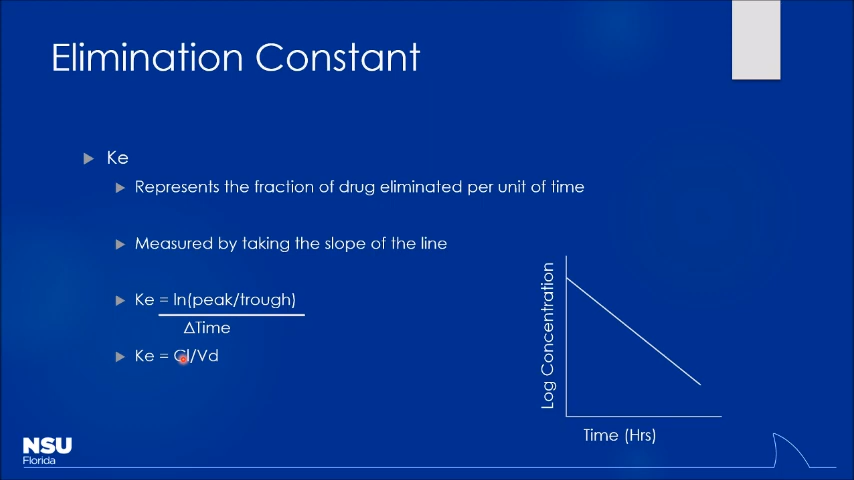 Elimination Constant
Ke
Represents the fraction of drug eliminated per unit of time
Measured by taking the slope of the line
Ke = ln(peak/trough)
ΔTime
Ke = Cl/Vd
Log Concentration
Time (Hrs)
NSU
Florida